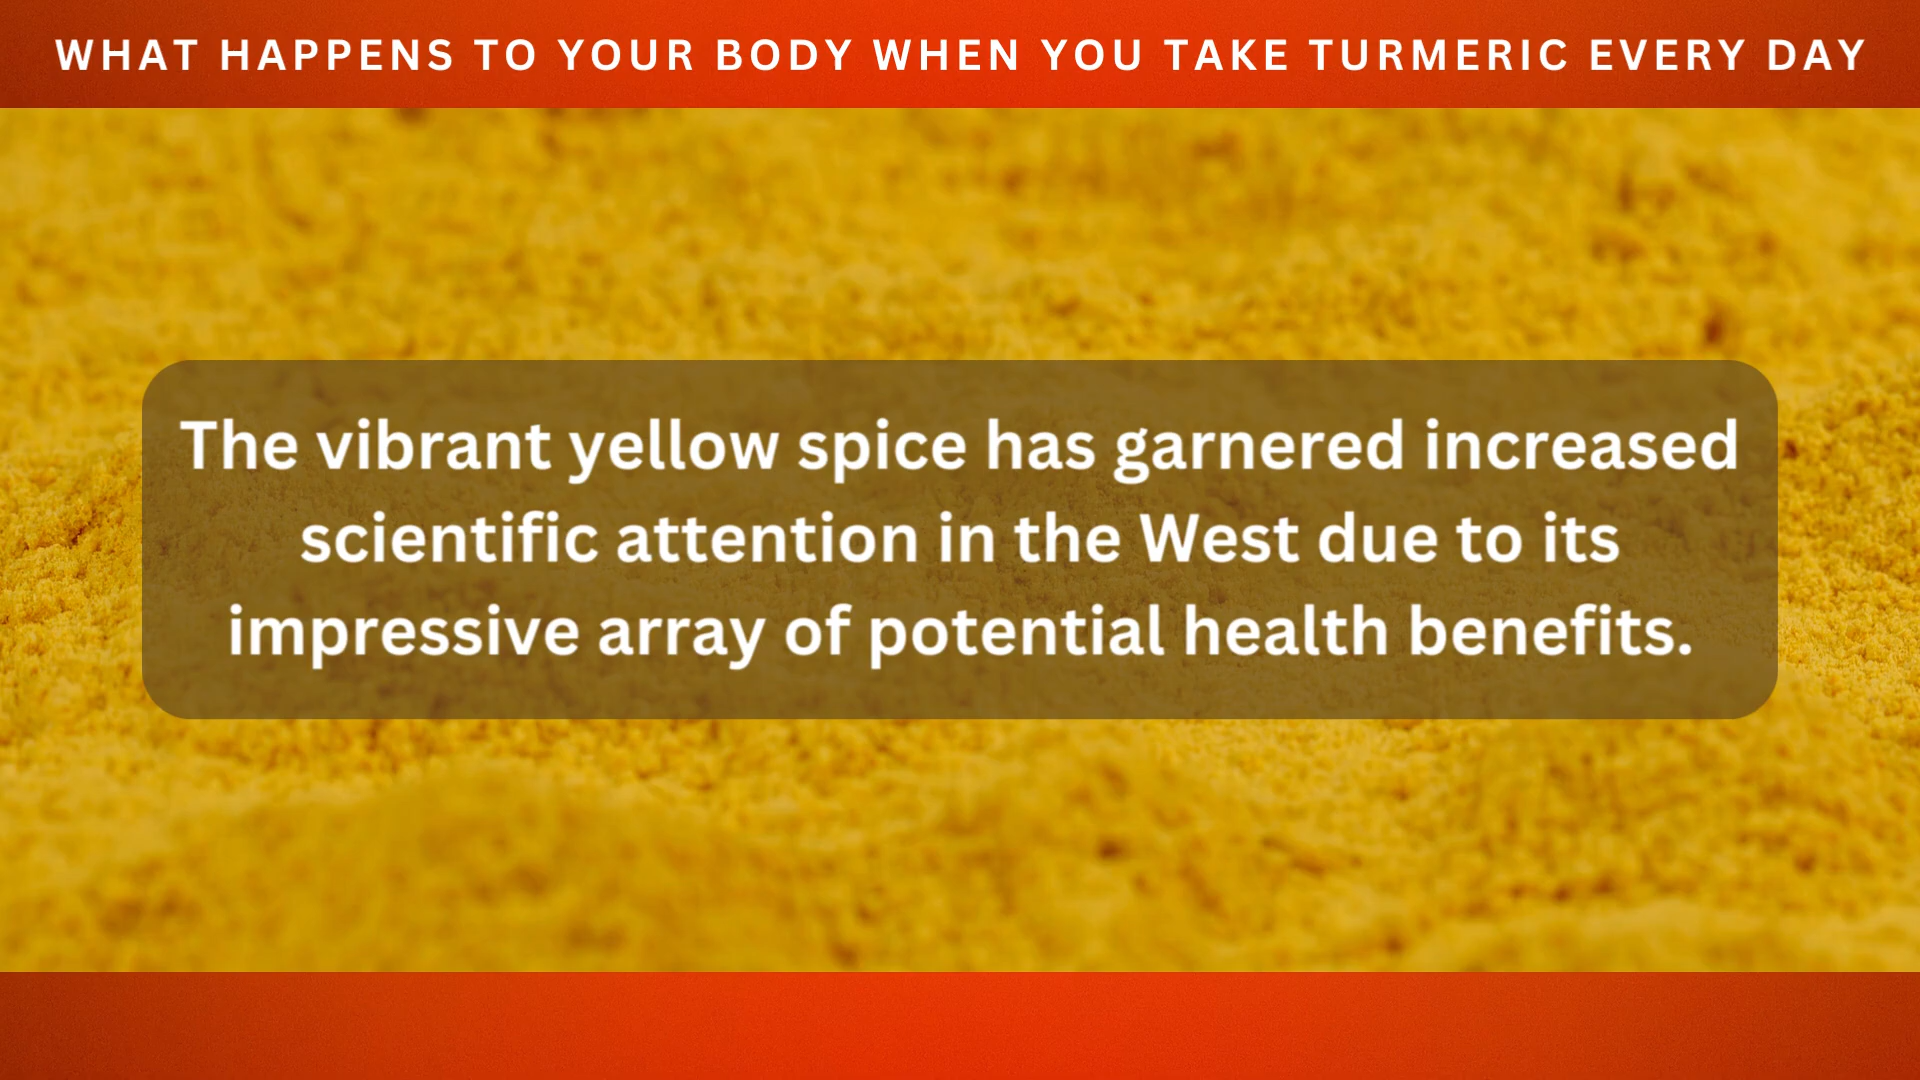 WHAT HAPPENS TO YOUR BODY WHEN YOU TAKE TURMERIC EVERY DAY
The vibrant yellow spice has garnered increased
scientific attention in the West due to its
impressive array of potential health benefits.